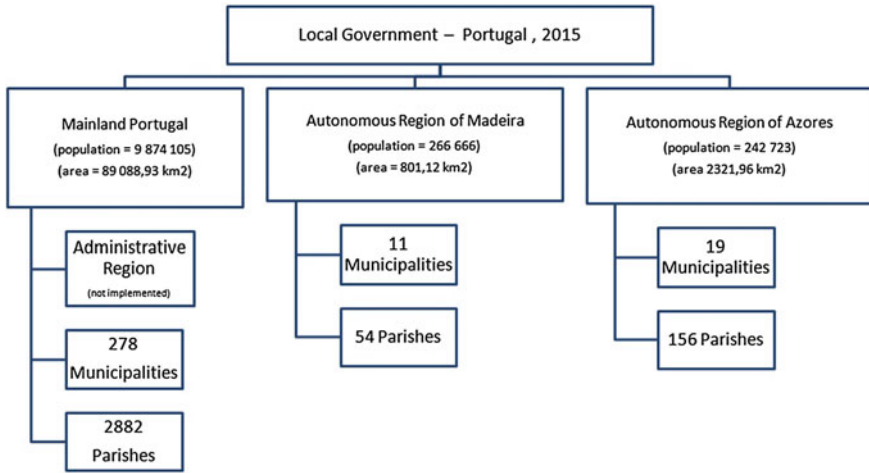 Local Government – Portugal , 2015
Mainland Portugal
(population = 9 874 105)
(area = 89 088,93 km2)
Administrative
Region
(not implemented)
278
Municipalities
2882
Parishes
Autonomous Region of Madeira
(population = 266 666)
(area = 801,12 km2)
11
Municipalities
54 Parishes
Autonomous Region of Azores
(population = 242 723)
(area 2321,96 km2)
19
Municipalities
156 Parishes